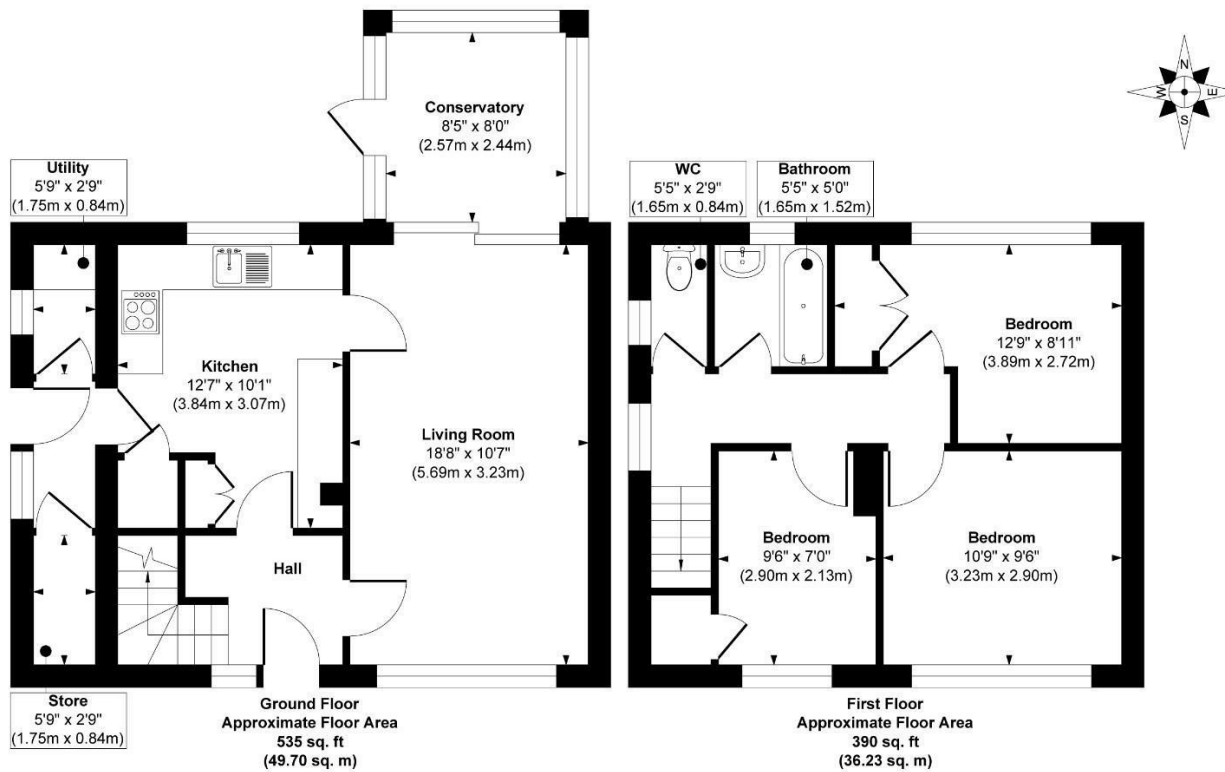 Conservatory
8'5" x 8'0"
(2.57m x 2.44m)
N
W E
S
Utility
5'9" x 2'9"
(1.75m x 0.84m)
WC
5'5" x 2'9"
(1.65m x 0.84m)
Bathroom
5'5" x 5'0"
(1.65m x 1.52m)
Kitchen
12'7" x 10'1"
(3.84m x 3.07m)
Living Room
18'8" x 10'7"
(5.69m x 3.23m)
Bedroom
12'9" x 8'11"
(3.89m x 2.72m)
Hall
Bedroom
9'6" x 7'0"
(2.90m x 2.13m)
Bedroom
10'9" x 9'6"
(3.23m x 2.90m)
Store
5'9" x 2'9"
(1.75m x 0.84m)
Ground Floor
Approximate Floor Area
535 sq. ft
(49.70 sq. m)
First Floor
Approximate Floor Area
390 sq. ft
(36.23 sq. m)